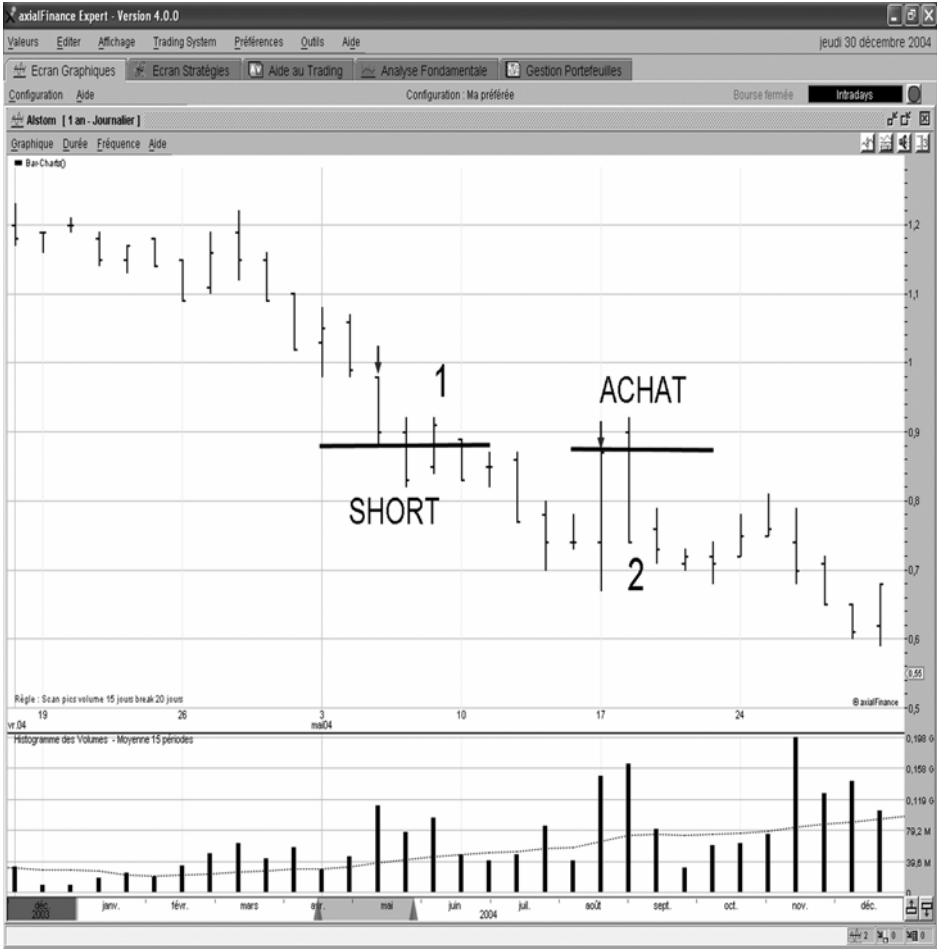 axialFinance Expert - Version 4.0.0
Valeurs Editer Affichage Trading System Préférences Outils Aide jeudi 30 décembre 2004
Ecran Graphiques Ecran Stratégies Aide au Trading Analyse Fondamentale Gestion Portefeuilles
Configuration Aide Configuration : Ma préférée Bourse fermée Intradays
Alstom [ 1 an - Journalier ]
Graphique Durée Fréquence Aide
Bar-Charts()
1,2
1,1
1
1
ACHAT
0,9
SHORT
0,8
2
0,7
0,6
0,55
Règle : Scan pics volume 15 jours break 20 jours
© axialFinance
0,5
19 26 3 10 17 24
vr.04 mai04
Histogramme des Volumes - Moyenne 15 périodes
0,198 G
0,158 G
0,119 G
79,2 M
39,6 M
0
déc. janv. févr. mars avr. mai juin juil. août sept. oct. nov. déc.
2003 2004
2 0 0